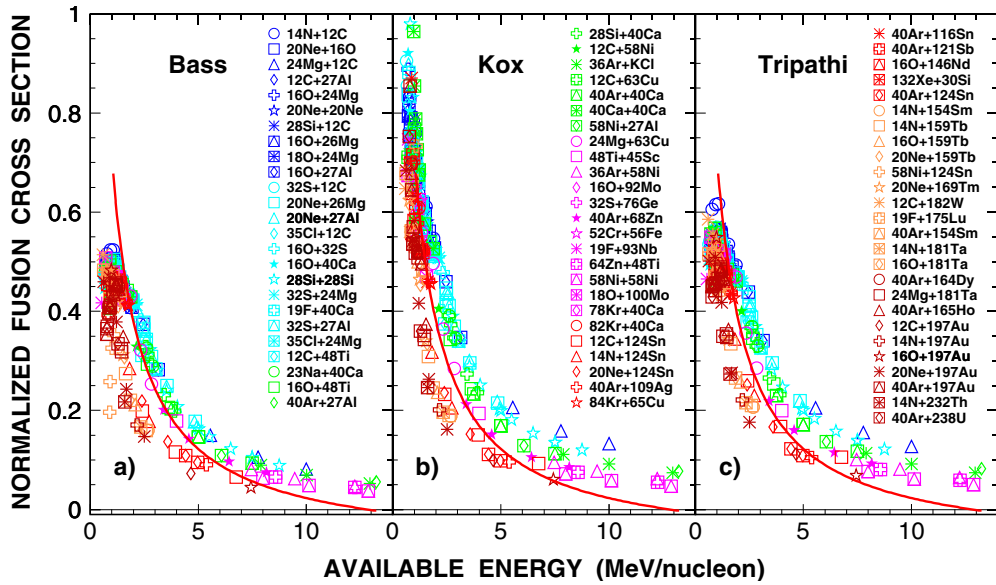 NORMALIZED FUSION CROSS SECTION
1
0.8
0.6
0.4
0.2
0
Bass
14N+12C
20Ne+16O
24Mg+12C
12C+27Al
16O+24Mg
20Ne+20Ne
28Si+12C
16O+26Mg
18O+24Mg
16O+27Al
32S+12C
20Ne+26Mg
20Ne+27Al
35Cl+12C
16O+32S
16O+40Ca
28Si+28Si
32S+24Mg
19F+40Ca
32S+27Al
35Cl+24Mg
12C+48Ti
23Na+40Ca
16O+48Ti
40Ar+27Al
a)
Kox
28Si+40Ca
12C+58Ni
36Ar+KCl
12C+63Cu
40Ar+40Ca
40Ca+40Ca
58Ni+27Al
24Mg+63Cu
48Ti+45Sc
36Ar+58Ni
16O+92Mo
32S+76Ge
40Ar+68Zn
52Cr+56Fe
19F+93Nb
64Zn+48Ti
58Ni+58Ni
18O+100Mo
78Kr+40Ca
82Kr+40Ca
12C+124Sn
14N+124Sn
20Ne+124Sn
40Ar+109Ag
84Kr+65Cu
b)
Tripathi
40Ar+116Sn
40Ar+121Sb
16O+146Nd
132Xe+30Si
40Ar+124Sn
14N+154Sm
14N+159Tb
16O+159Tb
20Ne+159Tb
58Ni+124Sn
20Ne+169Tm
12C+182W
19F+175Lu
40Ar+154Sm
14N+181Ta
16O+181Ta
40Ar+164Dy
24Mg+181Ta
40Ar+165Ho
12C+197Au
14N+197Au
16O+197Au
20Ne+197Au
40Ar+197Au
14N+232Th
40Ar+238U
c)
0 5 10 0 5 10 0 5 10
AVAILABLE ENERGY (MeV/nucleon)